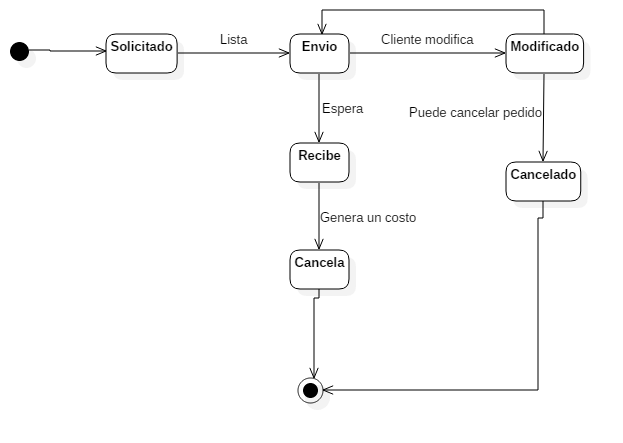 Solicitado
Lista
Envio
Cliente modifica
Modificado
Espera
Puede cancelar pedido
Recibe
Cancelado
Genera un costo
Cancela